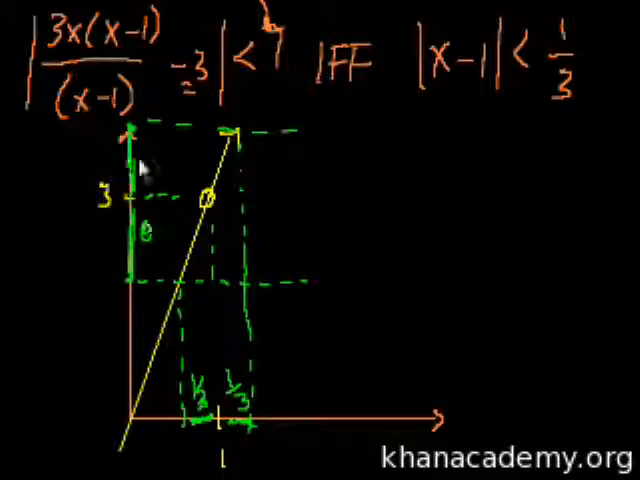 |3x(x-1)/(x-1) -3| < 1 IFF |x-1| < 1/3
3
e
1/3 1/3
1
khanacademy.org